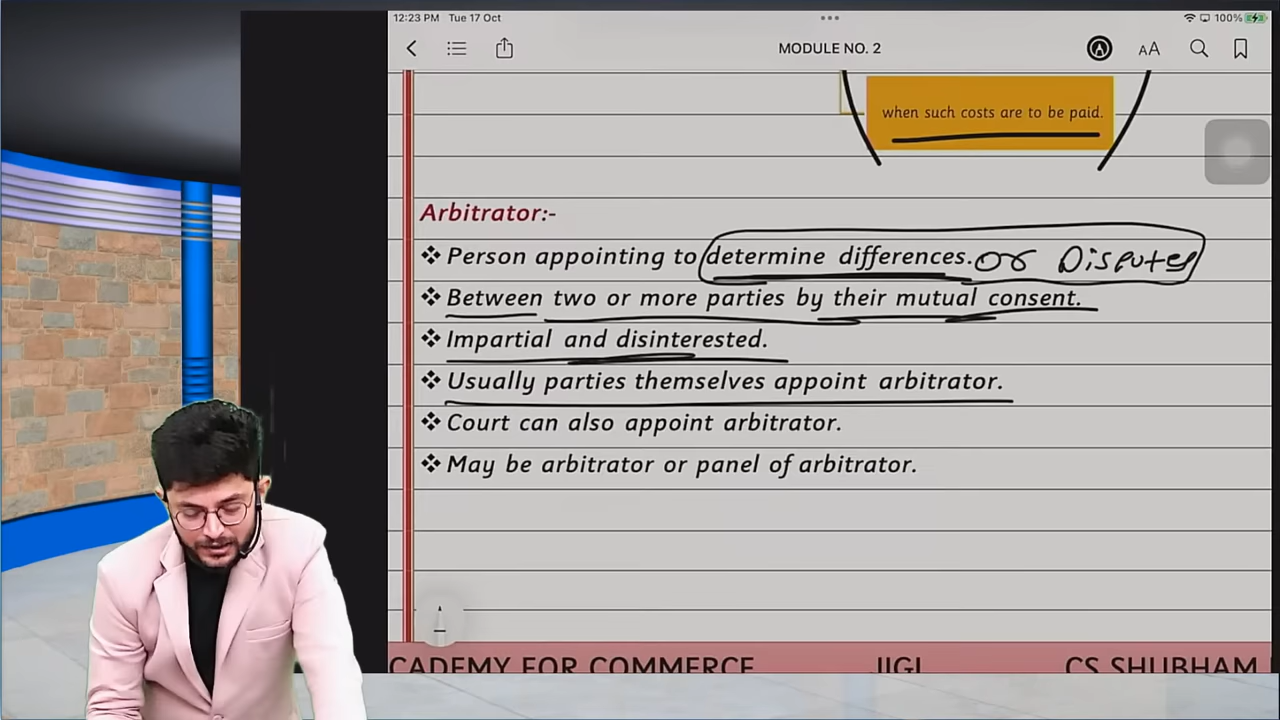 12:23 PM Tue 17 Oct
100%
MODULE NO. 2
AA
when such costs are to be paid.
Arbitrator:-
❖ Person appointing to determine differences. or Disputes
❖ Between two or more parties by their mutual consent.
❖ Impartial and disinterested.
❖ Usually parties themselves appoint arbitrator.
❖ Court can also appoint arbitrator.
❖ May be arbitrator or panel of arbitrator.
CADEMY FOR COMMERCE JIGL CS SHUBHAM